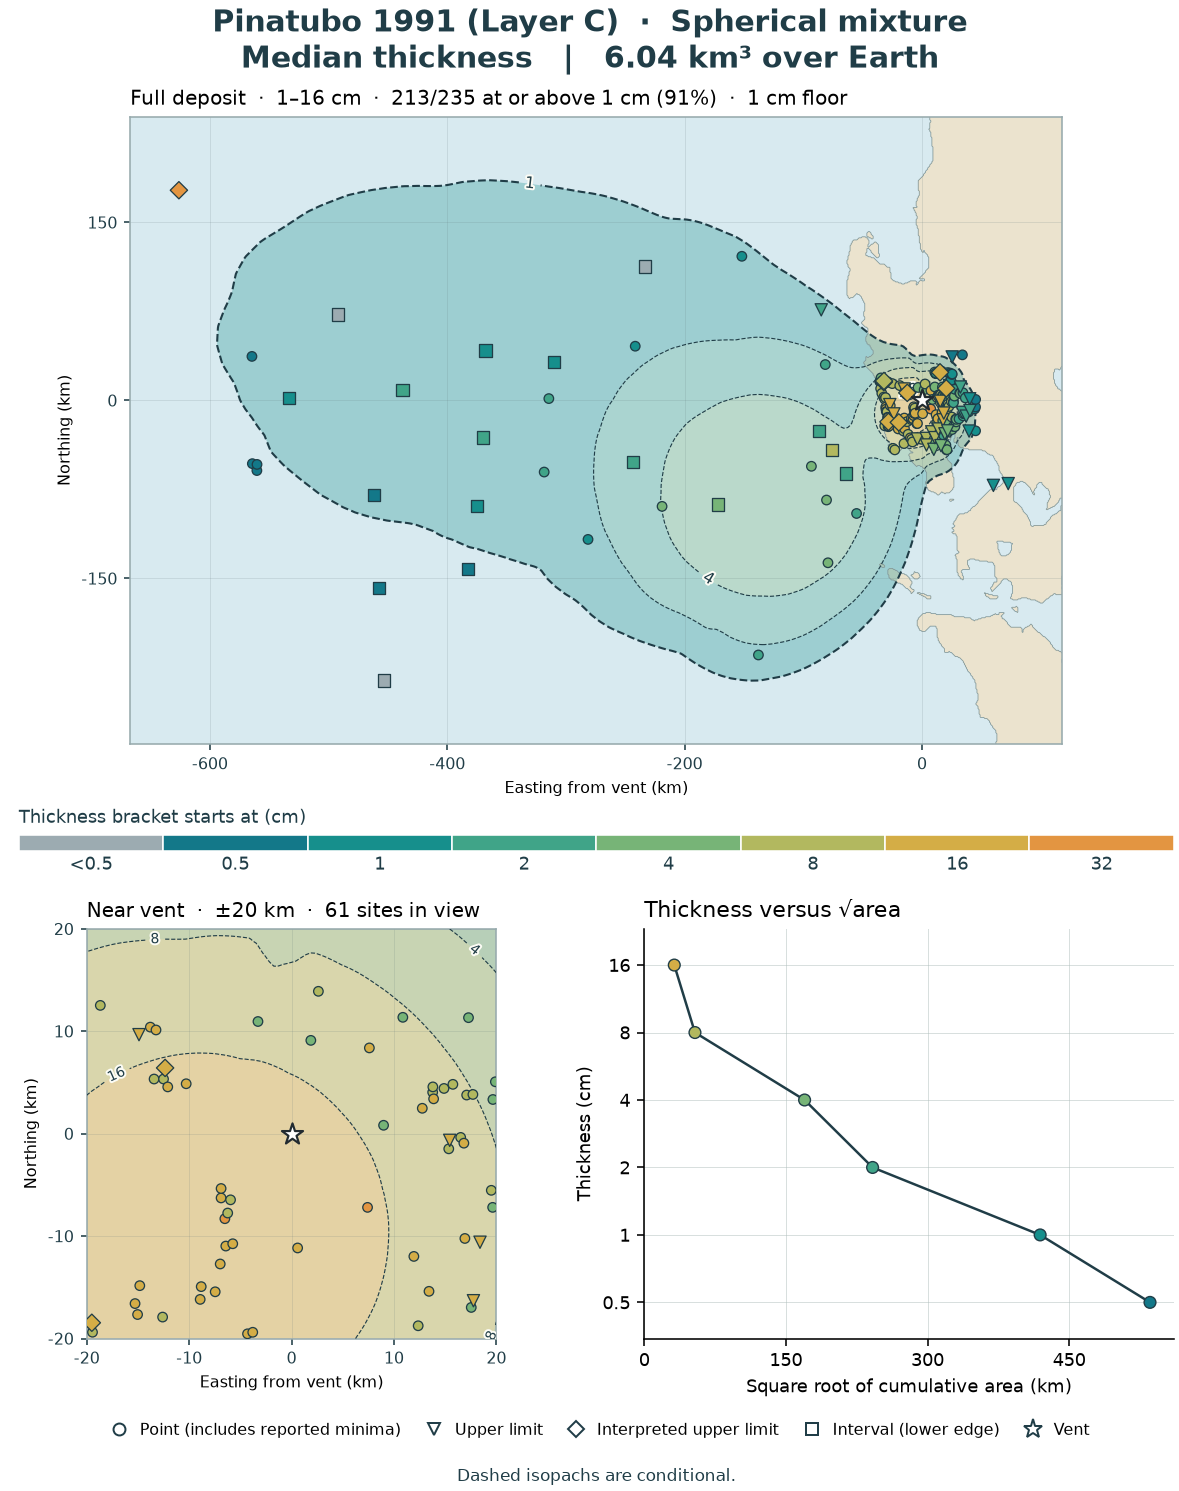 Pinatubo 1991 (Layer C)  ·  Spherical mixture
Median thickness   |   6.04 km³ over Earth
Full deposit  ·  1–16 cm  ·  213/235 at or above 1 cm (91%)  ·  1 cm floor
1
4
150
0
-150
Northing (km)
-600
-400
-200
0
Easting from vent (km)
Thickness bracket starts at (cm)
<0.5
0.5
1
2
4
8
16
32
Near vent  ·  ±20 km  ·  61 sites in view
20
10
0
-10
-20
Northing (km)
8
4
16
8
-20
-10
0
10
20
Easting from vent (km)
Thickness versus √area
16
8
4
2
1
0.5
Thickness (cm)
0
150
300
450
Square root of cumulative area (km)
Point (includes reported minima)
Upper limit
Interpreted upper limit
Interval (lower edge)
Vent
Dashed isopachs are conditional.